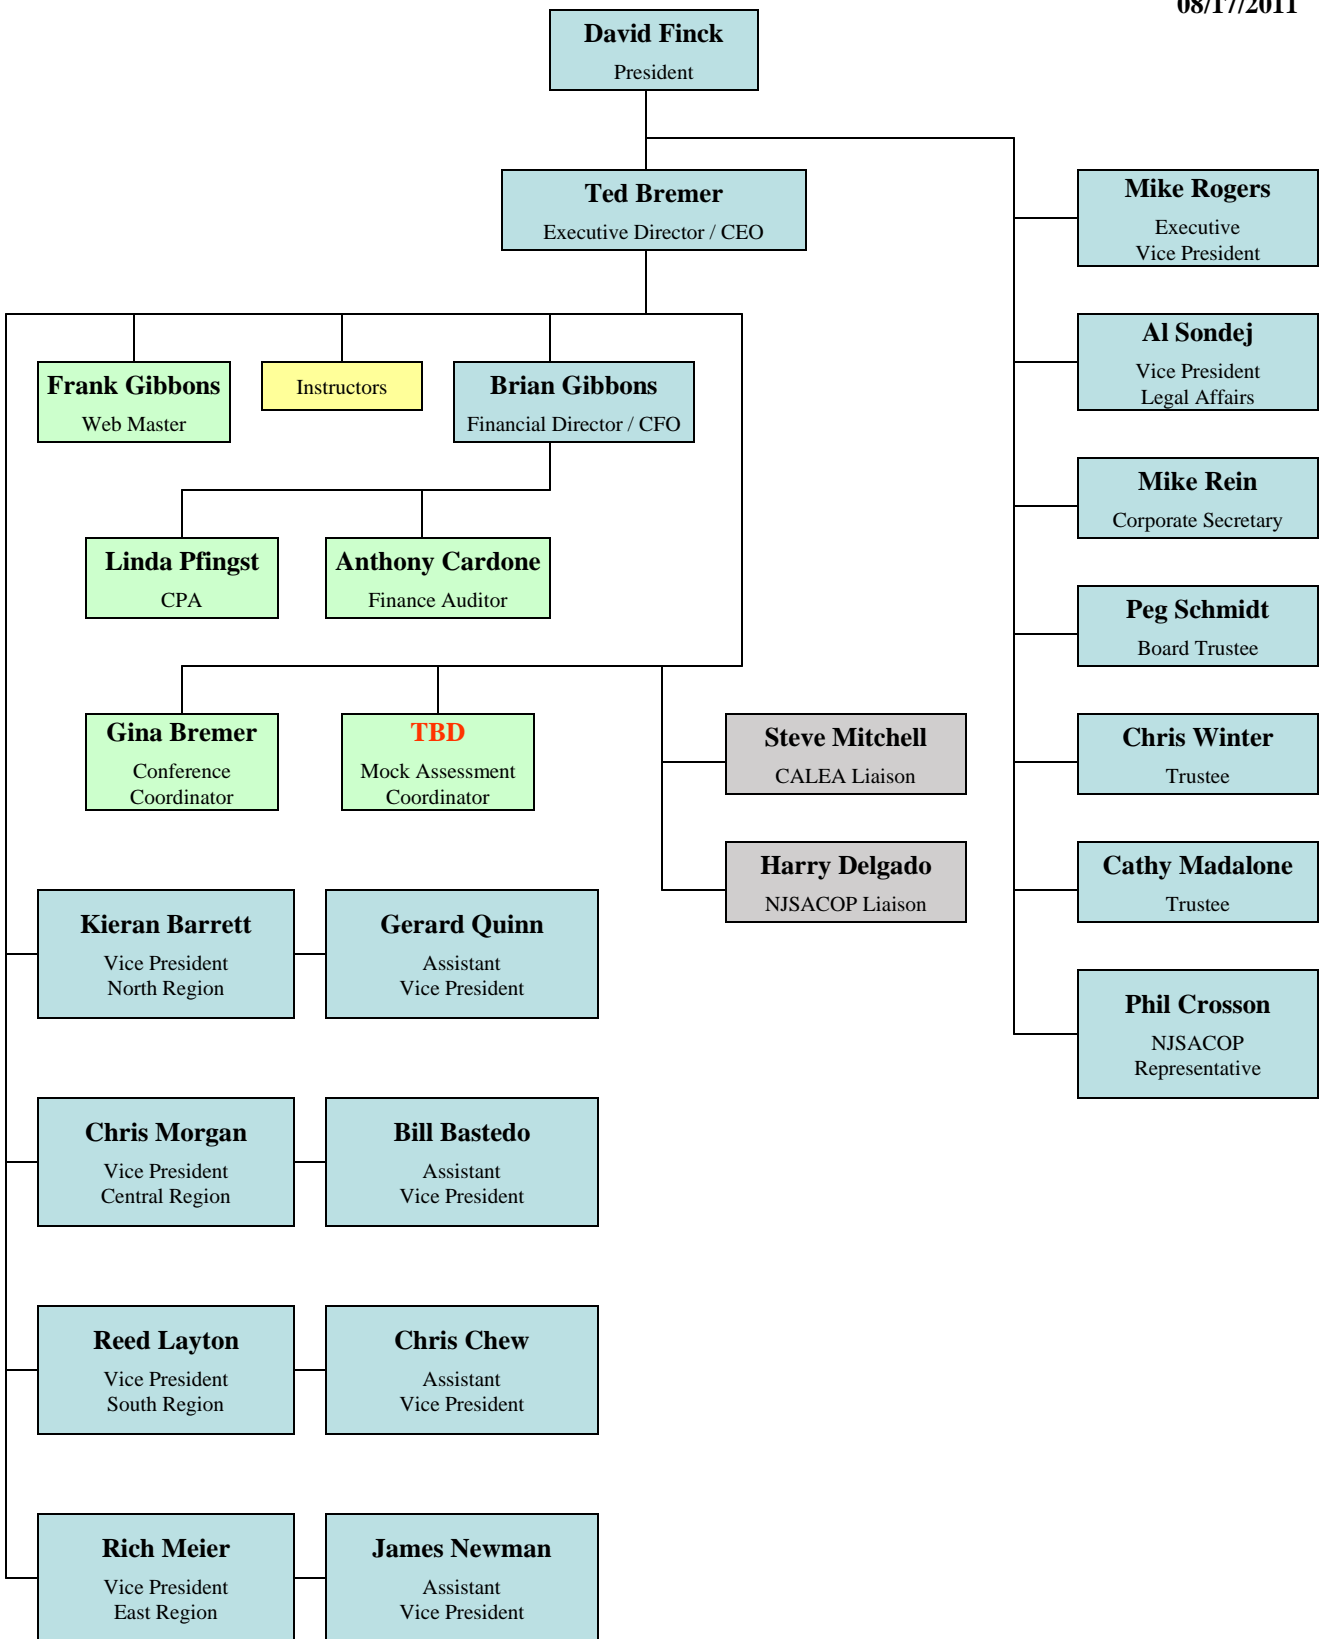 08/17/2011
David Finck
President
Ted Bremer
Executive Director / CEO
Mike Rogers
Executive
Vice President
Al Sondej
Vice President
Legal Affairs
Mike Rein
Corporate Secretary
Peg Schmidt
Board Trustee
Chris Winter
Trustee
Cathy Madalone
Trustee
Phil Crosson
NJSACOP
Representative
Frank Gibbons
Web Master
Instructors
Brian Gibbons
Financial Director / CFO
Linda Pfingst
CPA
Anthony Cardone
Finance Auditor
Gina Bremer
Conference
Coordinator
TBD
Mock Assessment
Coordinator
Steve Mitchell
CALEA Liaison
Harry Delgado
NJSACOP Liaison
Kieran Barrett
Vice President
North Region
Gerard Quinn
Assistant
Vice President
Chris Morgan
Vice President
Central Region
Bill Bastedo
Assistant
Vice President
Reed Layton
Vice President
South Region
Chris Chew
Assistant
Vice President
Rich Meier
Vice President
East Region
James Newman
Assistant
Vice President